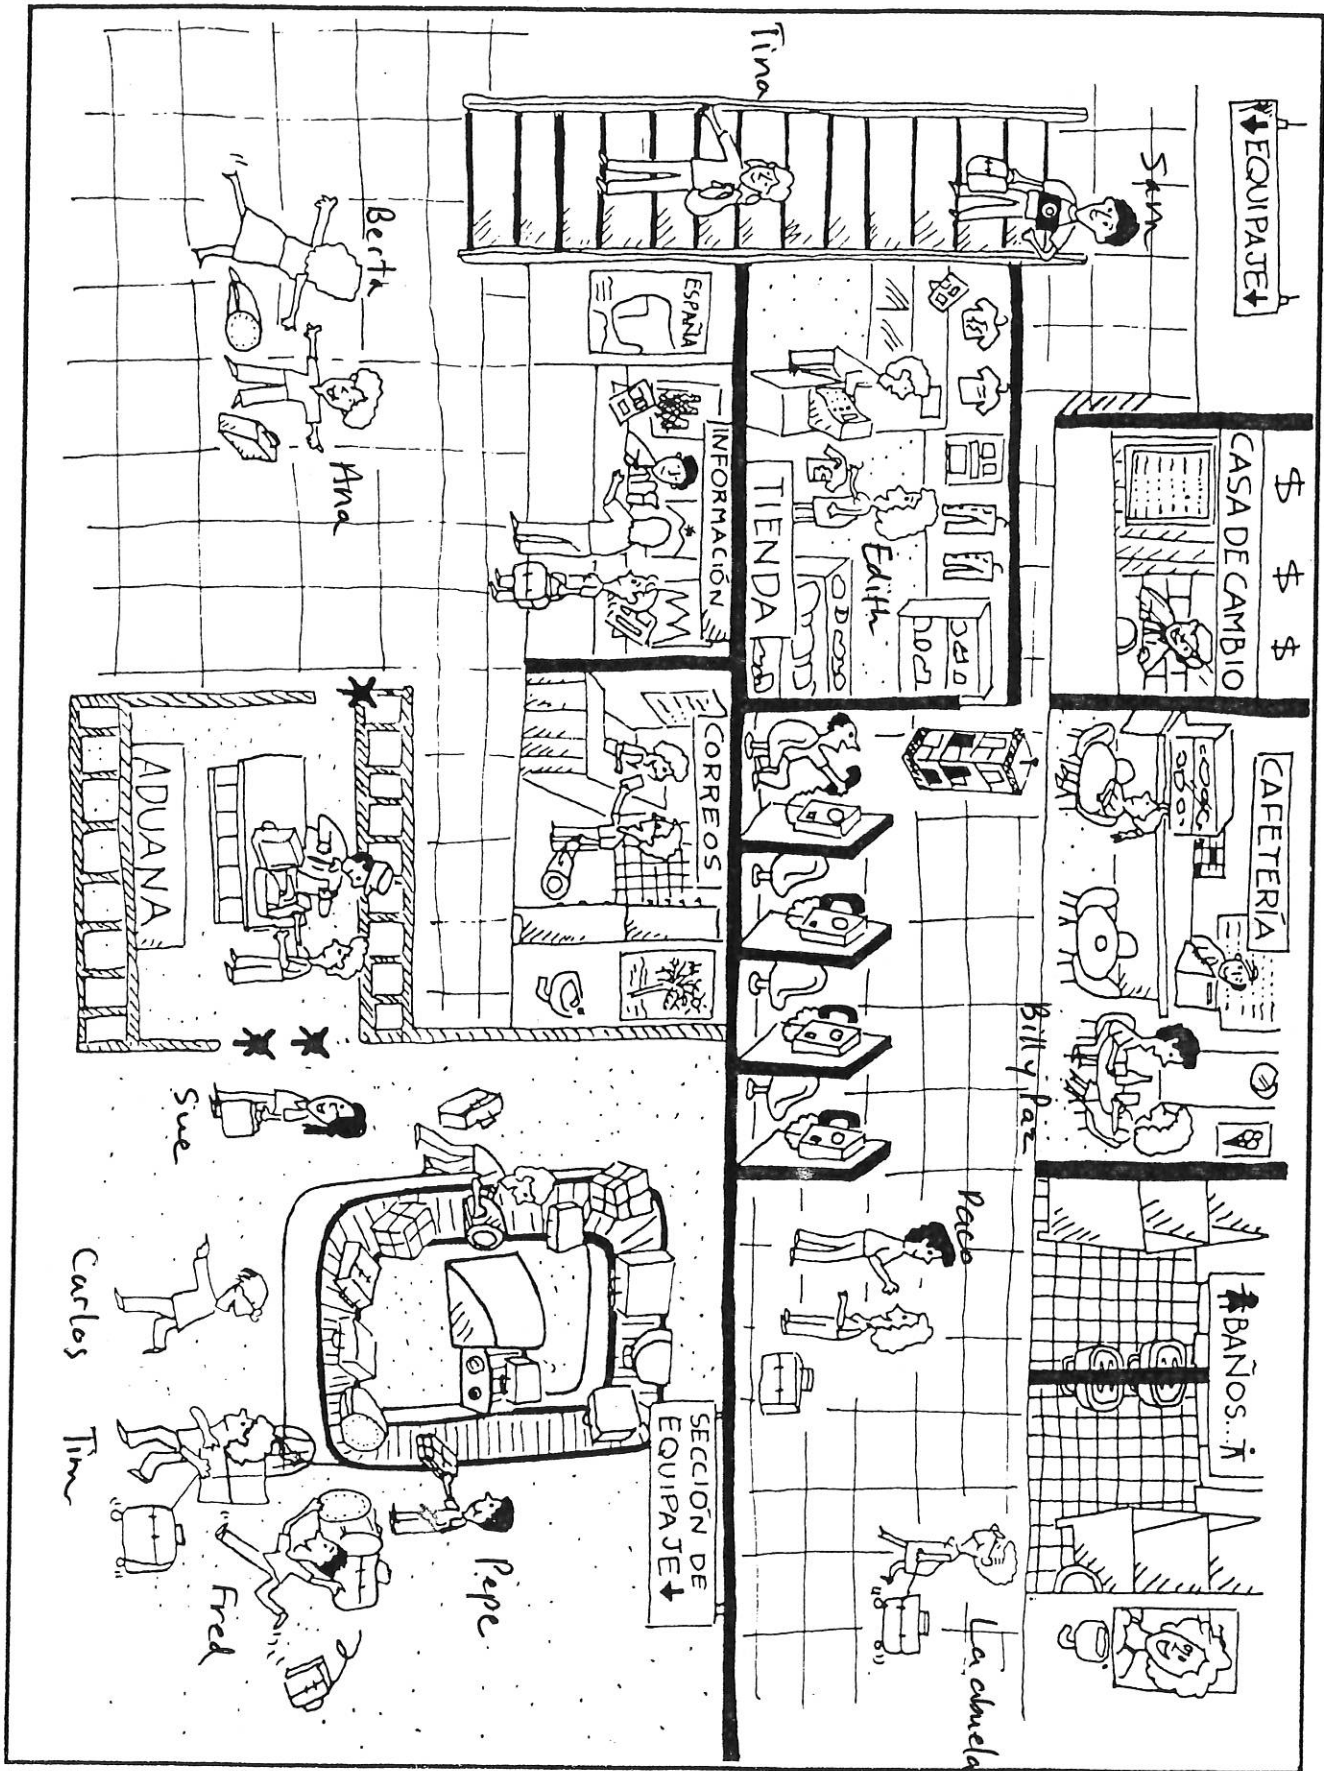 ↓EQUIPAJE↓
$ $ $
CASA DE CAMBIO
CAFETERÍA
BAÑOS...
Sam
Tina
Edith
TIENDA
Billy Paz
Paco
La abuela
ESPAÑA
INFORMACIÓN
CORREOS
SECCIÓN DE
EQUIPAJE↓
Berta
Ana
ADUANA
Sue
Carlos
Tim
Fred
Pepe